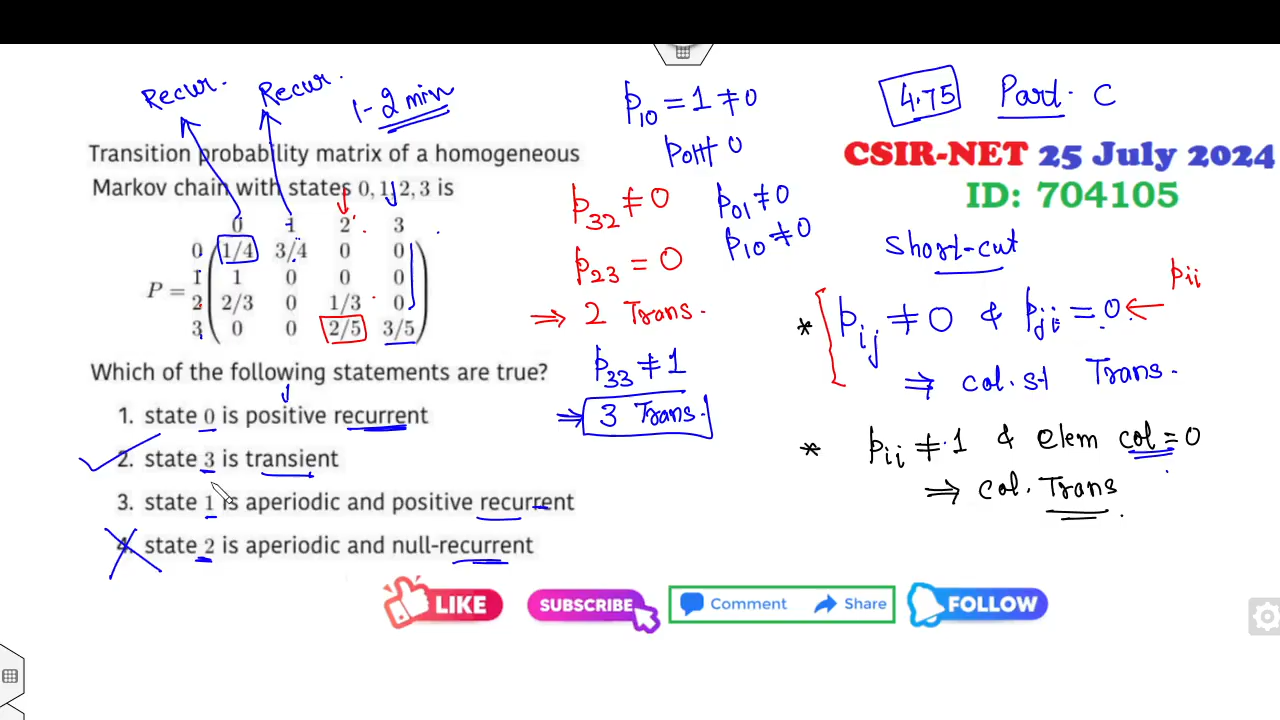 Recur.
Recur.
1-2 min
p10 = 1 ≠ 0
4.75 Part C
Transition probability matrix of a homogeneous
Markov chain with states 0, 1, 2, 3 is
CSIR-NET 25 July 2024
ID: 704105
0 1 2 3
0 1/4 3/4 0 0
1 1 0 0 0
P = 2 2/3 0 1/3 0
3 0 0 2/5 3/5
p32 ≠ 0
p01 ≠ 0
p10 ≠ 0
p23 = 0
⇒ 2 Trans.
p33 ≠ 1
⇒ 3 Trans.
Short-cut
pii
* pij ≠ 0 & pji = 0
⇒ col. st Trans.
* pii ≠ 1 & elem col = 0
⇒ col. Trans.
Which of the following statements are true?
1. state 0 is positive recurrent
2. state 3 is transient
3. state 1 is aperiodic and positive recurrent
4. state 2 is aperiodic and null-recurrent
LIKE SUBSCRIBE Comment Share FOLLOW